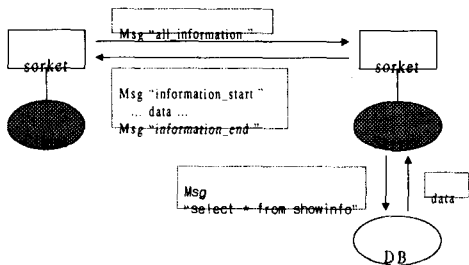 Msg "all_information"
sorket
sorket
Msg "information_start"
... data ...
Msg "information_end"
Msg
"select * from showinfo"
data
DB